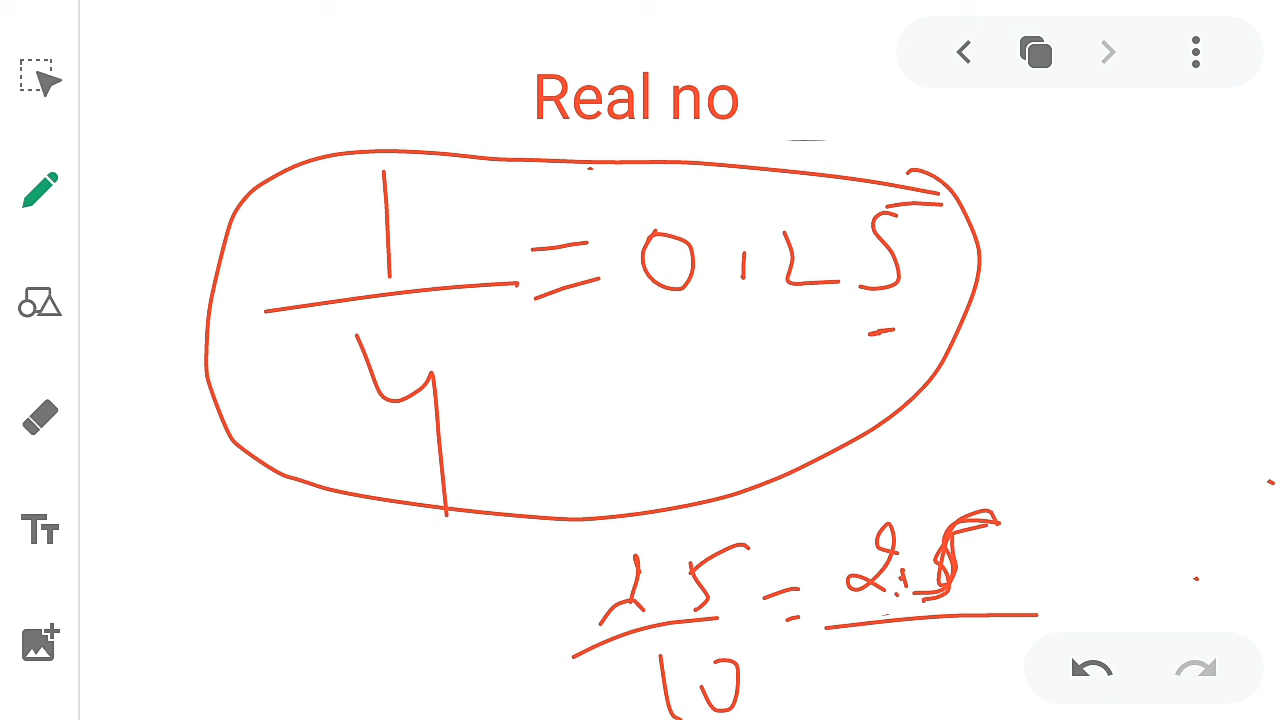 Real no
1/4 = 0.25
25/10 = 2.5